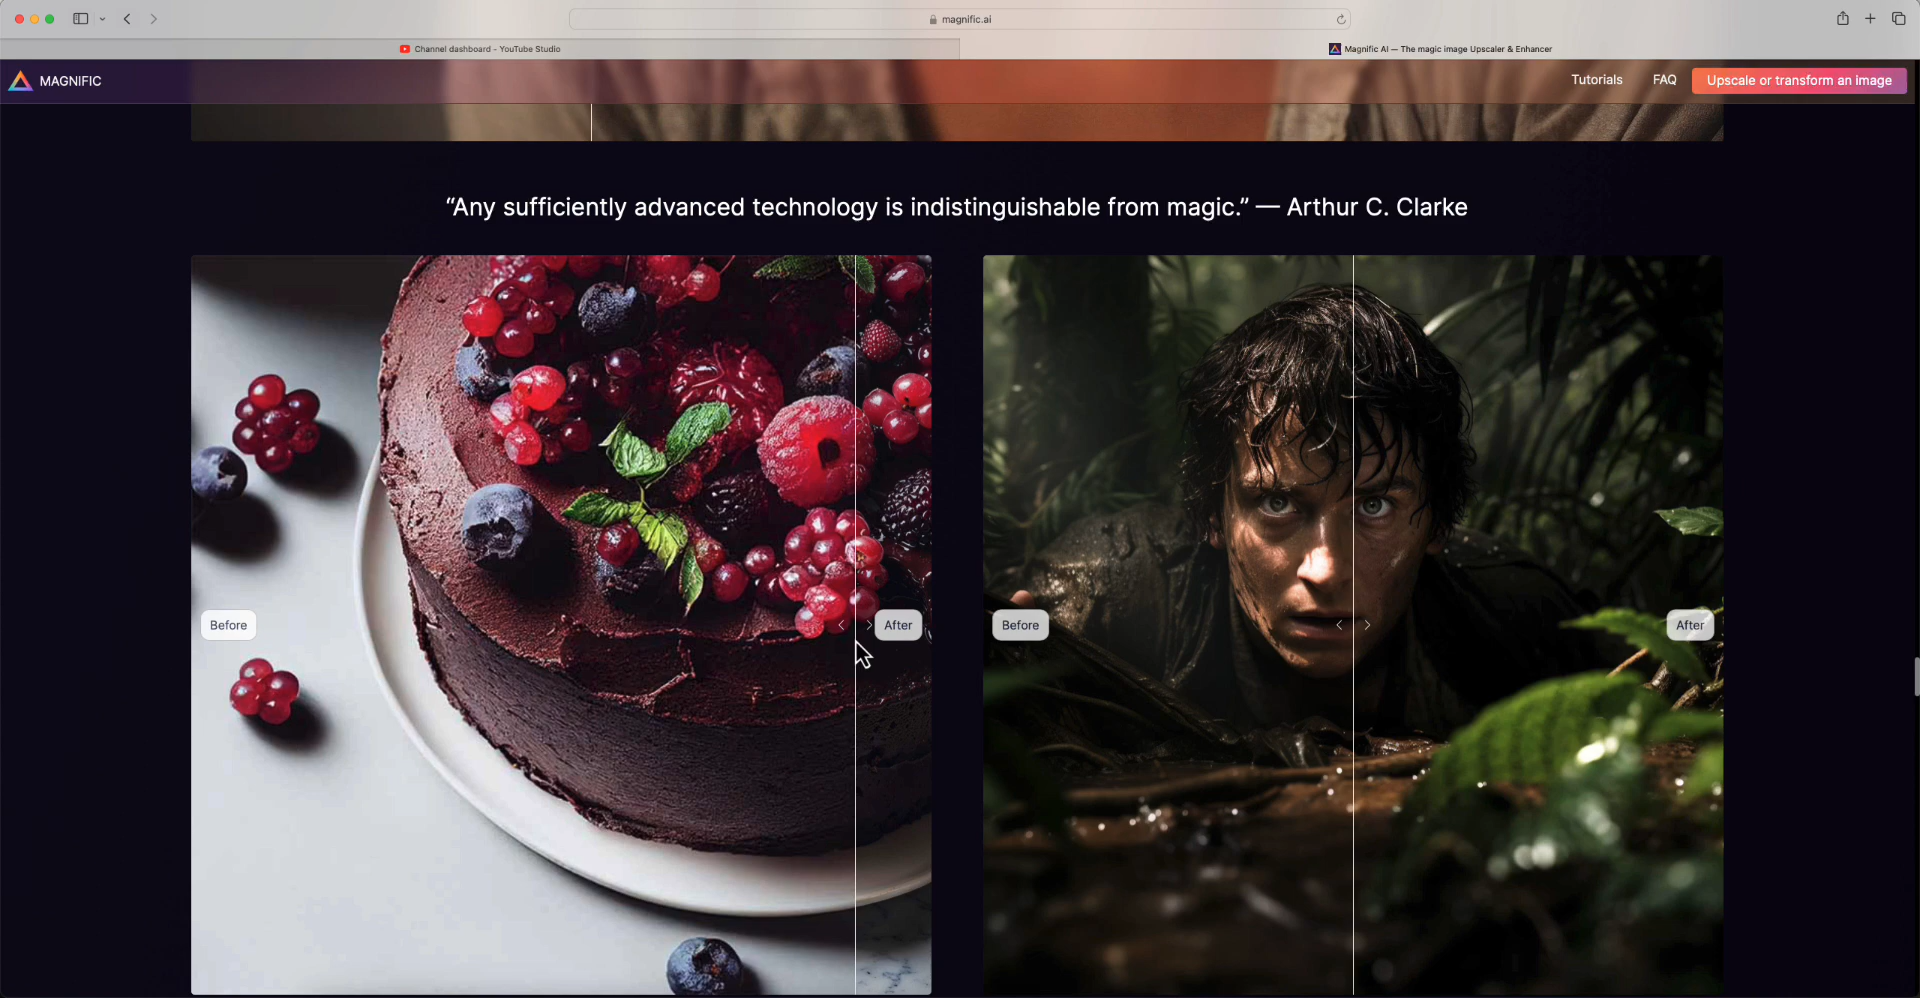 magnific.ai
Channel dashboard - YouTube Studio
Magnific AI — The magic image Upscaler & Enhancer
MAGNIFIC
Tutorials
FAQ
Upscale or transform an image
“Any sufficiently advanced technology is indistinguishable from magic.” — Arthur C. Clarke
Before
After
Before
After